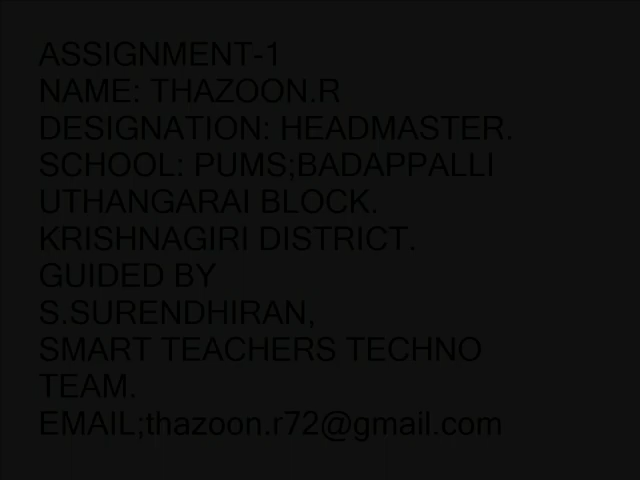 ASSIGNMENT-1
NAME: THAZOON.R
DESIGNATION: HEADMASTER.
SCHOOL: PUMS;BADAPPALLI
UTHANGARAI BLOCK.
KRISHNAGIRI DISTRICT.
GUIDED BY
S.SURENDHIRAN,
SMART TEACHERS TECHNO
TEAM.
EMAIL;thazoon.r72@gmail.com